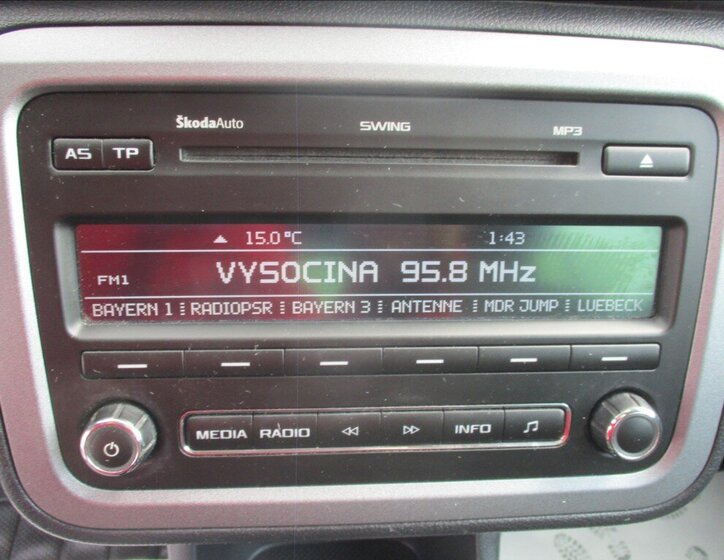 ŠkodaAuto SWING MP3
AS TP
15.0°C 1:43
FM1 VYSOCINA 95.8 MHz
BAYERN 1 RADIOPSR BAYERN 3 ANTENNE MDR JUMP LUEBECK
MEDIA RADIO INFO